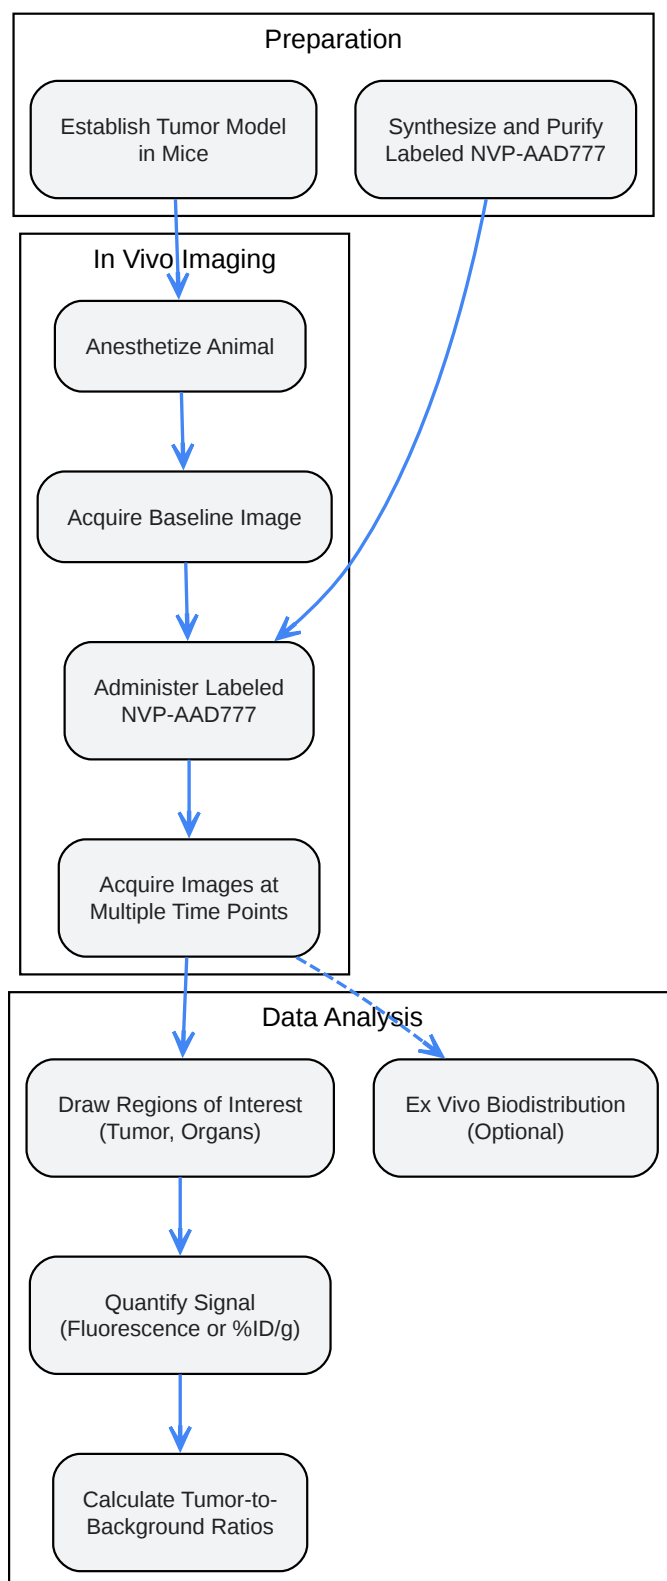 Preparation
Establish Tumor Model
in Mice
Synthesize and Purify
Labeled NVP-AAD777
In Vivo Imaging
Anesthetize Animal
Acquire Baseline Image
Administer Labeled
NVP-AAD777
Acquire Images at
Multiple Time Points
Data Analysis
Draw Regions of Interest
(Tumor, Organs)
Ex Vivo Biodistribution
(Optional)
Quantify Signal
(Fluorescence or %ID/g)
Calculate Tumor-to-
Background Ratios